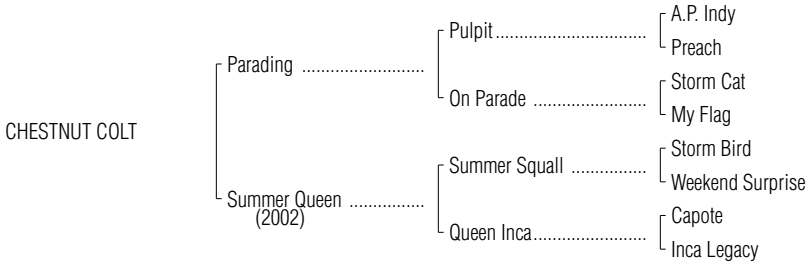 A.P. Indy
Pulpit
Preach
Parading
Storm Cat
On Parade
My Flag
CHESTNUT COLT
Storm Bird
Summer Squall
Weekend Surprise
Summer Queen
(2002)
Capote
Queen Inca
Inca Legacy